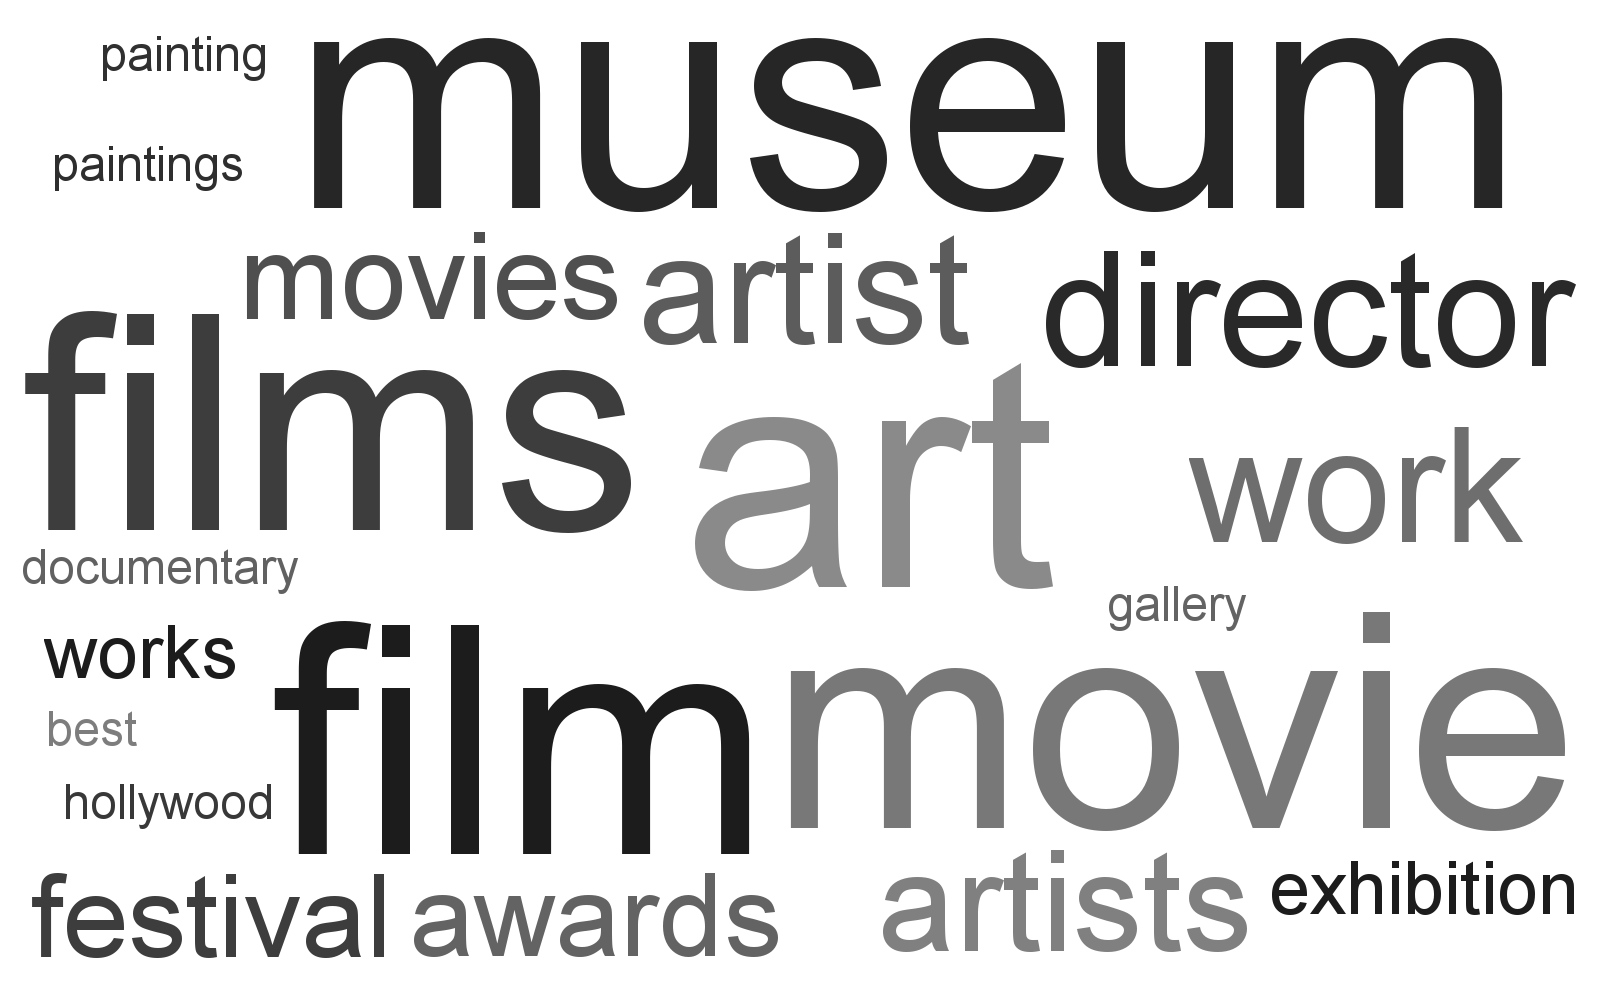 painting
museum
paintings
movies
artist
director
films
art
work
documentary
gallery
works
film
movie
best
hollywood
festival
awards
artists
exhibition